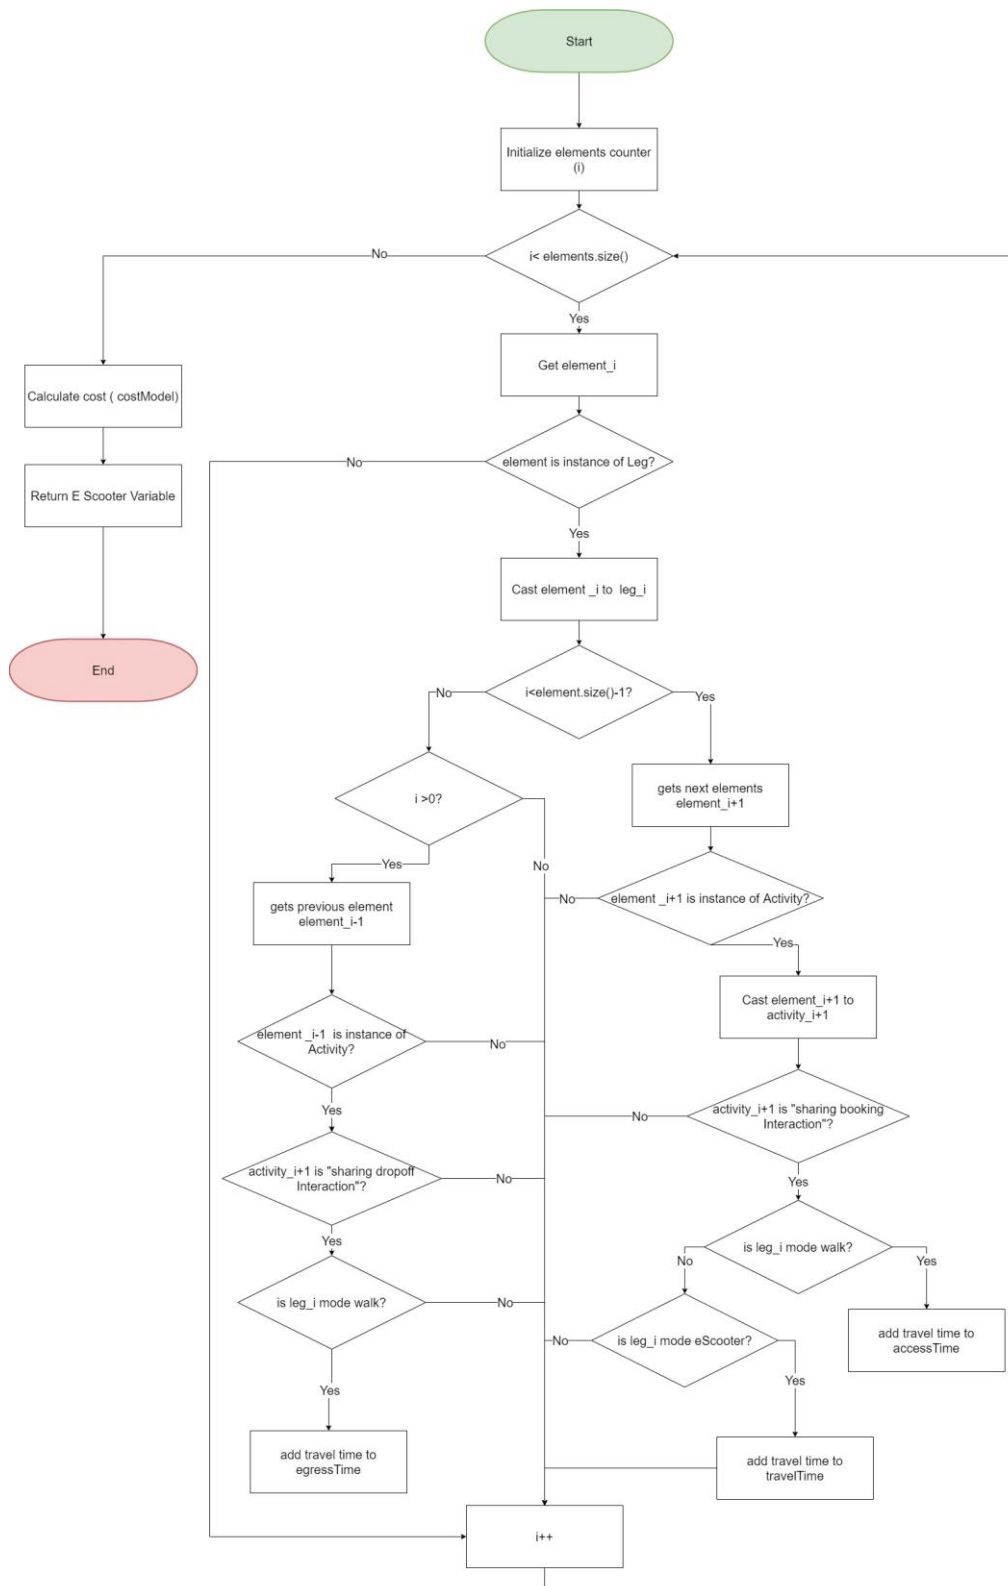 Start
Initialize elements counter
(i)
i< elements.size()
No
Yes
Get element_i
Calculate cost ( costModel)
element is instance of Leg?
No
Return E Scooter Variable
Yes
Cast element _i to leg_i
End
i<element.size()-1?
No
Yes
i >0?
gets next elements
element_i+1
Yes
No
gets previous element
element_i-1
element _i+1 is instance of Activity?
No
Yes
Cast element_i+1 to
activity_i+1
element _i-1 is instance of
Activity?
No
Yes
activity_i+1 is "sharing booking
Interaction"?
No
activity_i+1 is "sharing dropoff
Interaction"?
No
Yes
Yes
is leg_i mode walk?
No
Yes
is leg_i mode walk?
No
is leg_i mode eScooter?
No
add travel time to
accessTime
Yes
Yes
add travel time to
egressTime
add travel time to
travelTime
i++